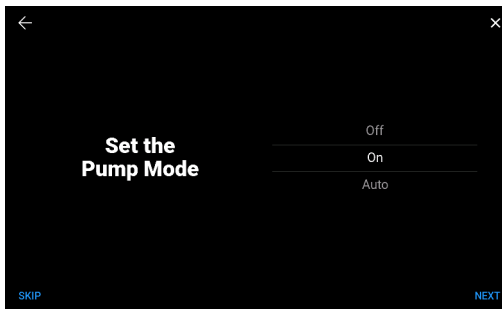 Set the
Pump Mode
Off
On
Auto
SKIP
NEXT